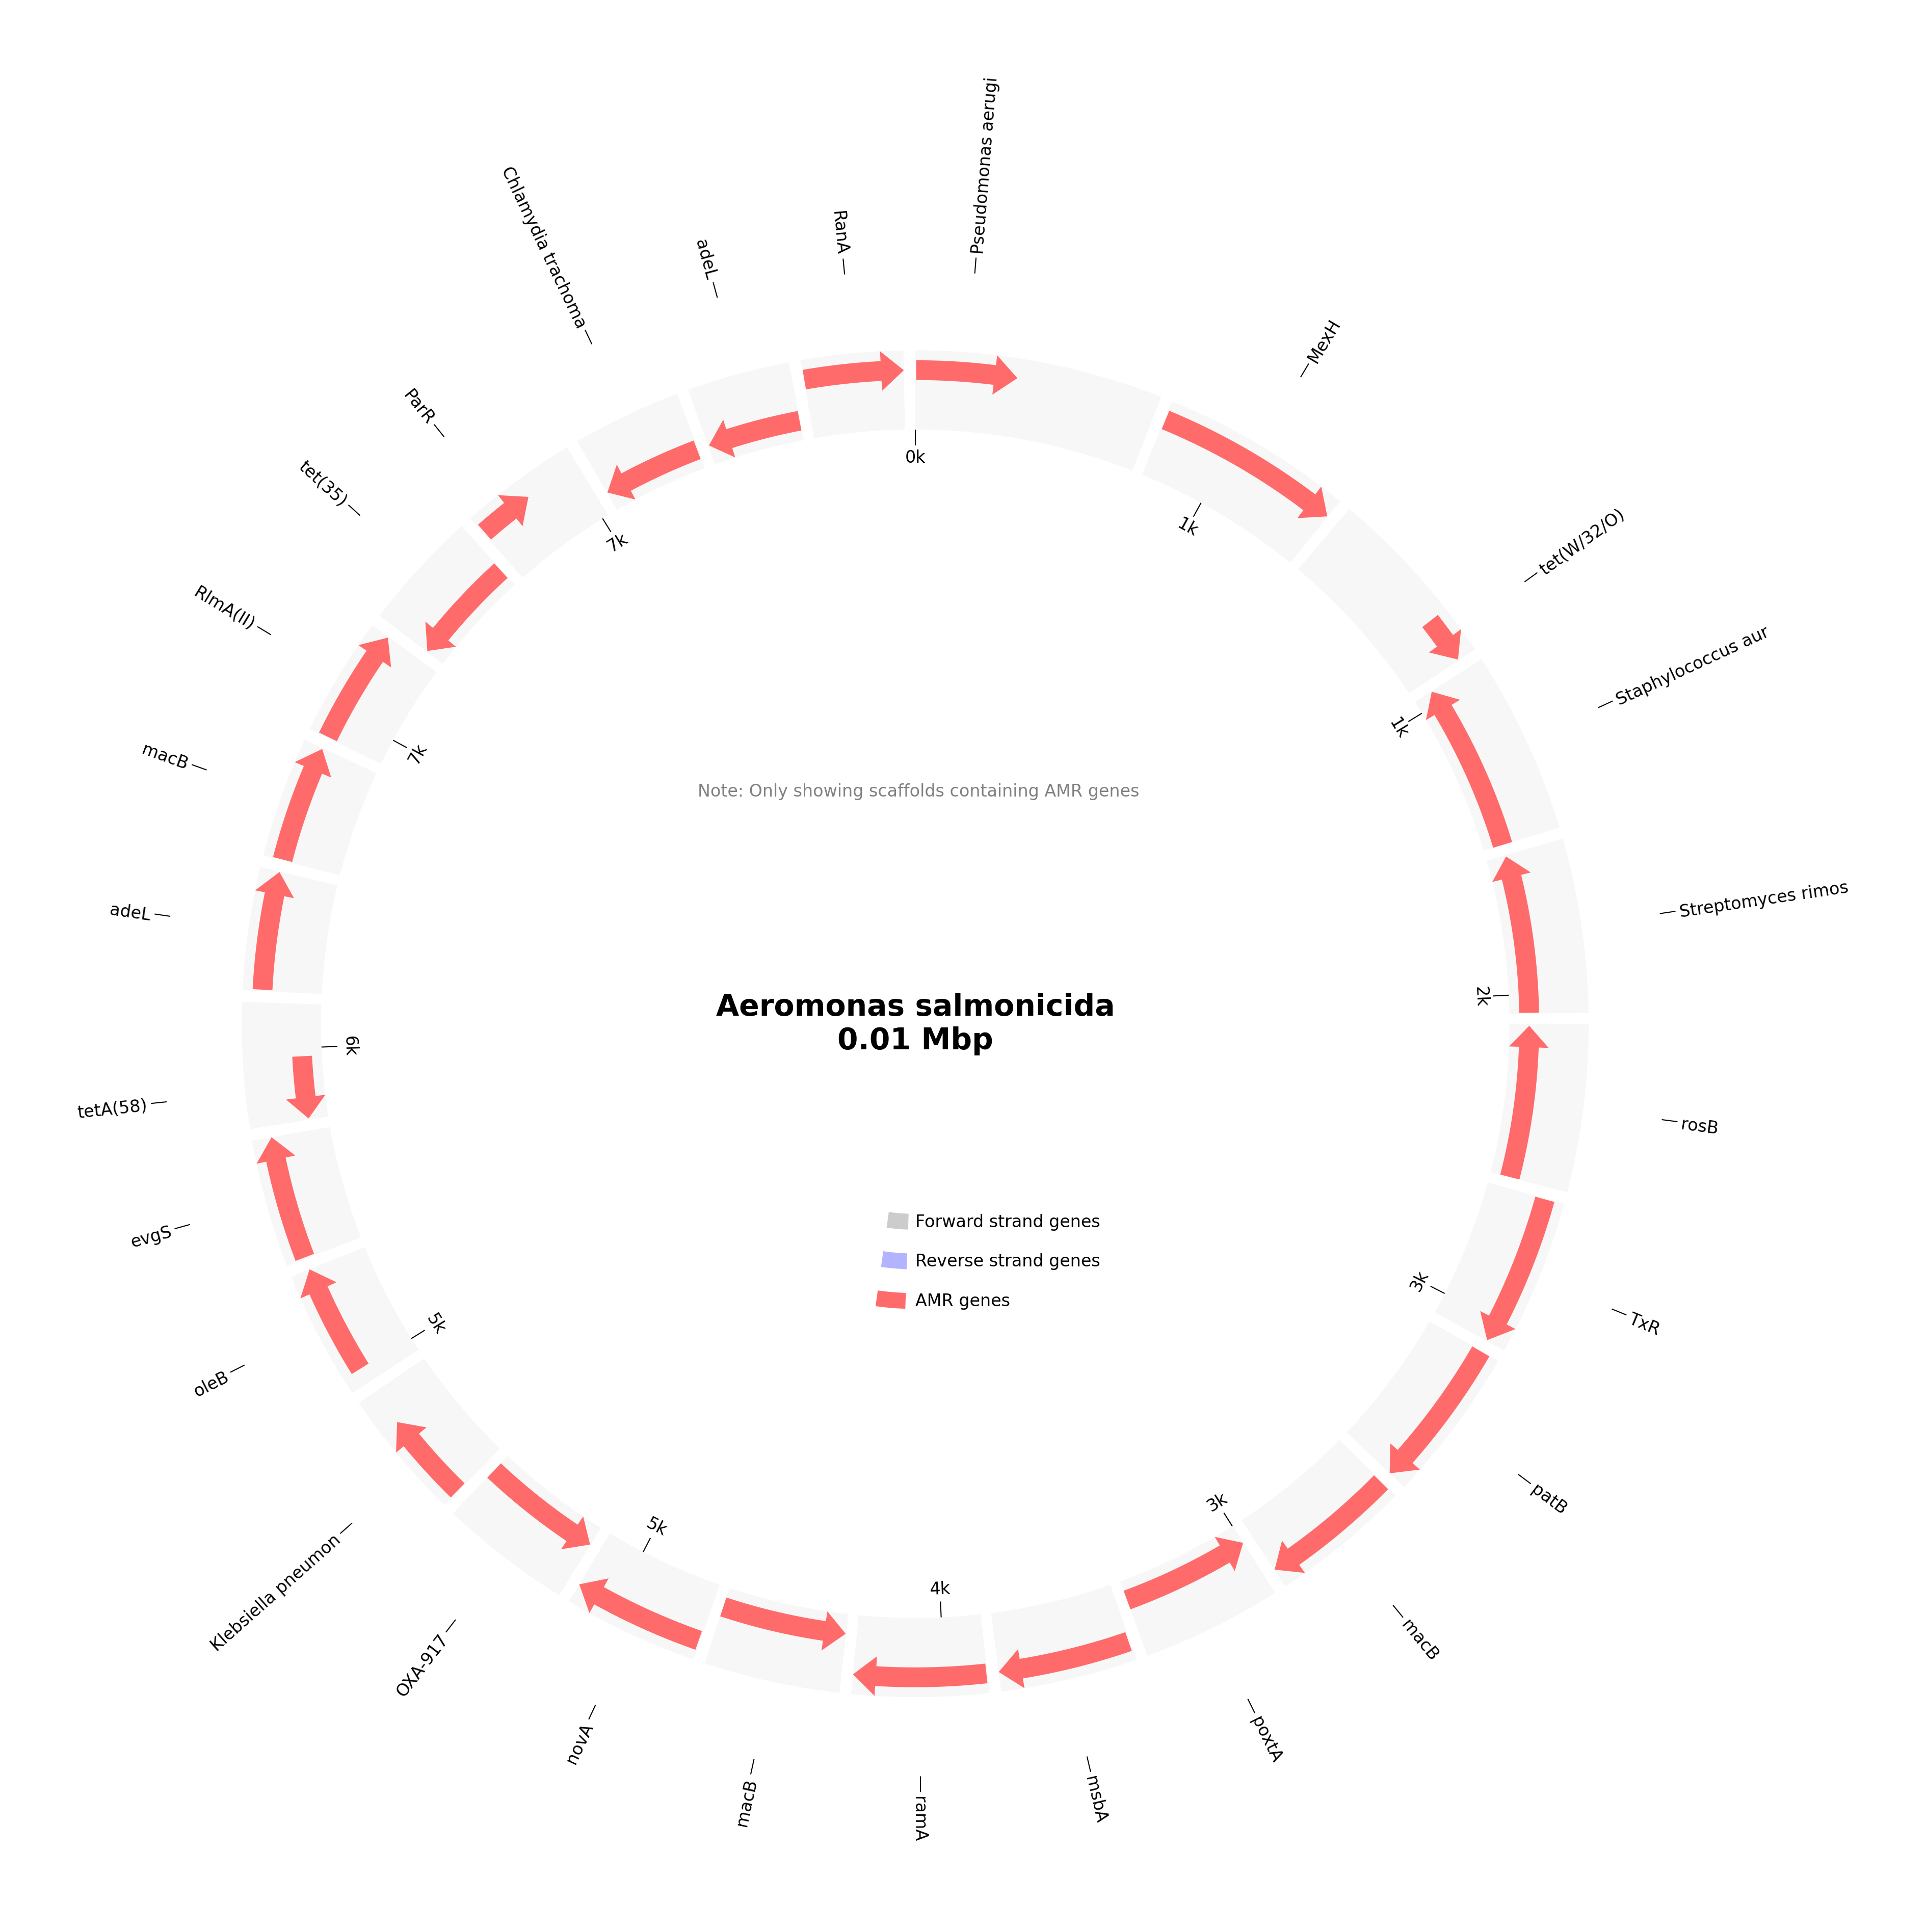 Pseudomonas aerugi
MexH
tet(W/32/O)
Staphylococcus aur
Streptomyces rimos
rosB
TxR
patB
macB
poxtA
msbA
ramA
macB
novA
OXA-917
Klebsiella pneumon
oleB
evgS
tetA(58)
adeL
macB
RlmA(II)
tet(35)
ParR
Chlamydia trachoma
adeL
RanA
0k
1k
1k
2k
3k
3k
4k
5k
5k
6k
7k
7k
Note: Only showing scaffolds containing AMR genes
Aeromonas salmonicida
0.01 Mbp
Forward strand genes
Reverse strand genes
AMR genes